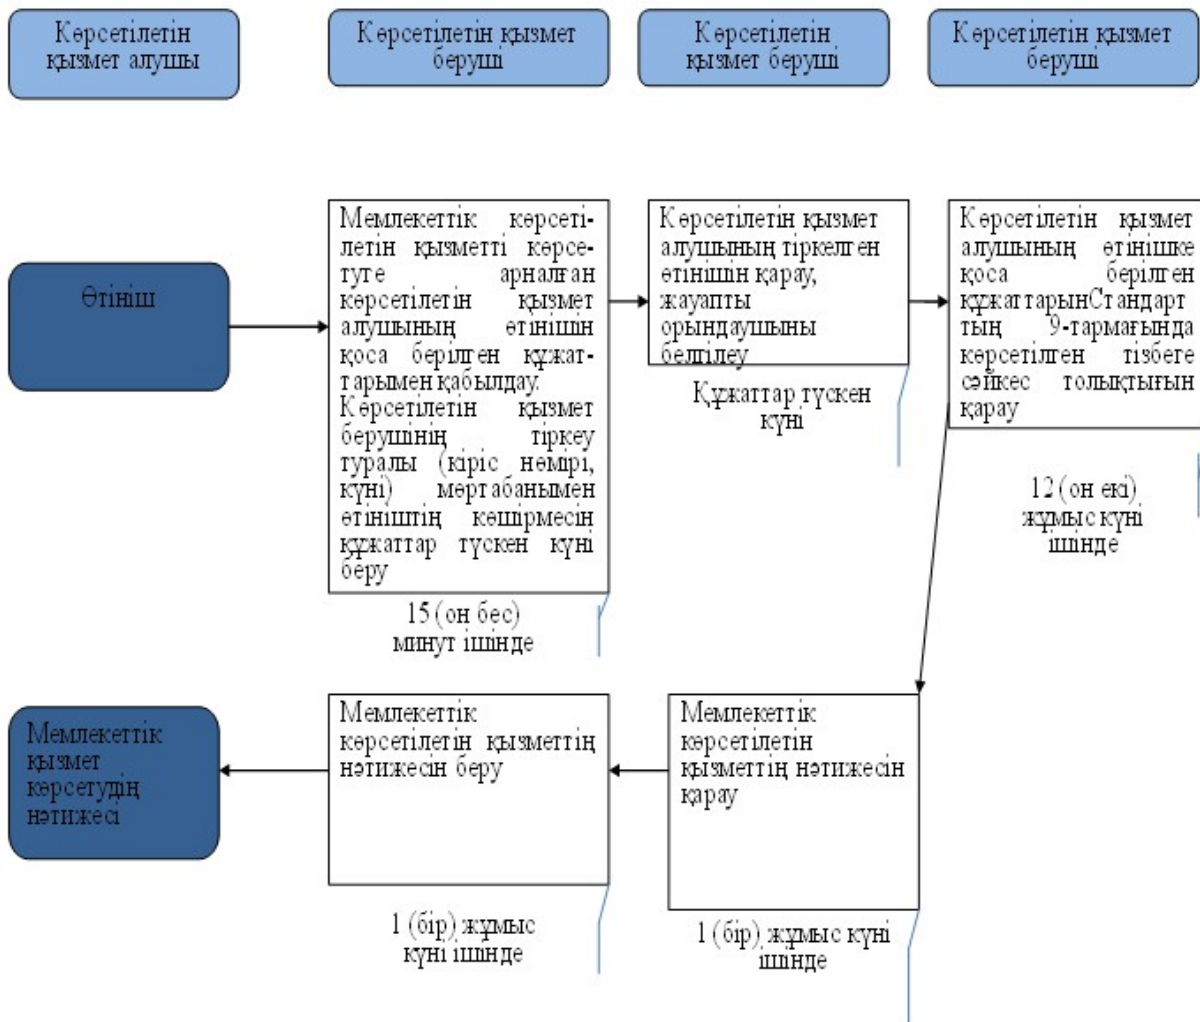 Көрсетілетін
қызмет алушы
Көрсетілетін қызмет
беруші
Көрсетілетін
қызмет беруші
Көрсетілетін қызмет
беруші
Өтініш
Мемлекеттік көрсеті-
летін қызметті көрсе-
туге арналған
көрсетілетін қызмет
алушының өтінішін
қоса берілген құжат-
тарымен қабылдау.
Көрсетілетін қызмет
берушінің тіркеу
туралы (кіріс нөмірі,
күні) мөртабанымен
өтініштің көшірмесін
құжаттар түскен күні
беру
15 (он бес)
минут ішінде
Көрсетілетін қызмет
алушының тіркелген
өтінішін қарау,
жауапты
орындаушыны
белгілеу
Құжаттар түскен
күні
Көрсетілетін қызмет
алушының өтінішке
қоса берілген
құжаттарынСтандарт
тың 9-тармағында
көрсетілген тізбеге
сәйкес толықтығын
қарау
12 (он екі)
жұмыс күні
ішінде
Мемлекеттік
қызмет
көрсетудің
нәтижесі
Мемлекеттік
көрсетілетін қызметтің
нәтижесін беру
1 (бір) жұмыс
күні ішінде
Мемлекеттік
көрсетілетін
қызметтің нәтижесін
қарау
1 (бір) жұмыс күні
ішінде